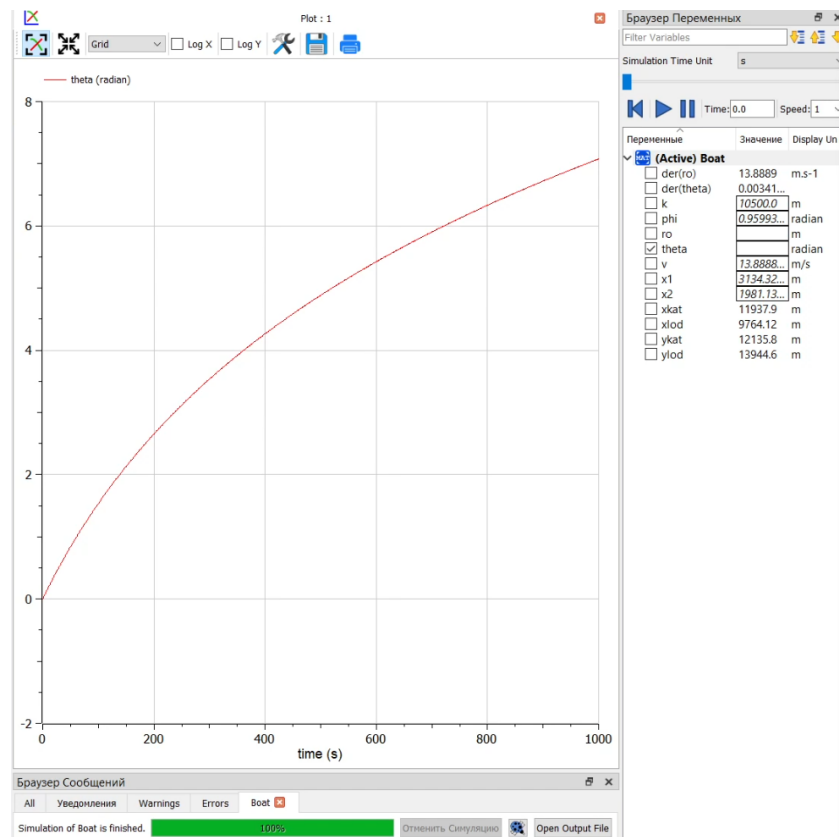 Plot : 1
Grid Log X Log Y
theta (radian)
8
6
4
2
0
-2
0 200 400 600 800 1000
time (s)
Браузер Переменных
Filter Variables
Simulation Time Unit s
Time: 0.0 Speed: 1
Переменные Значение Display Un
(Active) Boat
der(ro) 13.8889 m.s-1
der(theta) 0.00341...
k 10500.0 m
phi 0.95993... radian
ro m
theta radian
v 13.8888... m/s
x1 3134.32... m
x2 1981.13... m
xkat 11937.9 m
xlod 9764.12 m
ykat 12135.8 m
ylod 13944.6 m
Браузер Сообщений
All Уведомления Warnings Errors Boat
Simulation of Boat is finished. 100% Отменить Симуляцию Open Output File